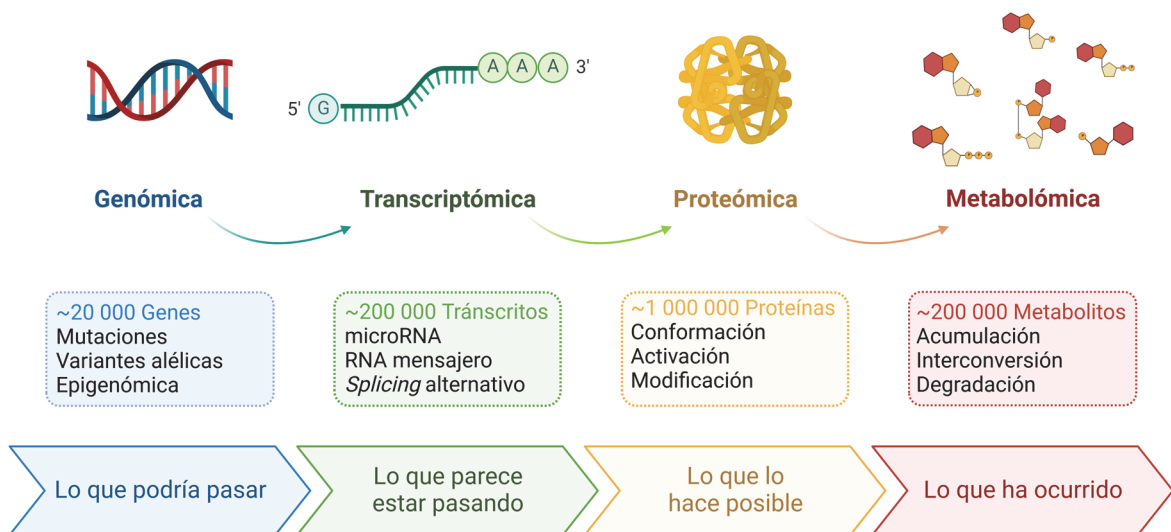 5' G A A A 3'
Genómica
Transcriptómica
Proteómica
Metabolómica
~20 000 Genes
Mutaciones
Variantes alélicas
Epigenómica
~200 000 Tránscritos
microRNA
RNA mensajero
Splicing alternativo
~1 000 000 Proteínas
Conformación
Activación
Modificación
~200 000 Metabolitos
Acumulación
Interconversión
Degradación
Lo que podría pasar
Lo que parece
estar pasando
Lo que lo
hace posible
Lo que ha ocurrido